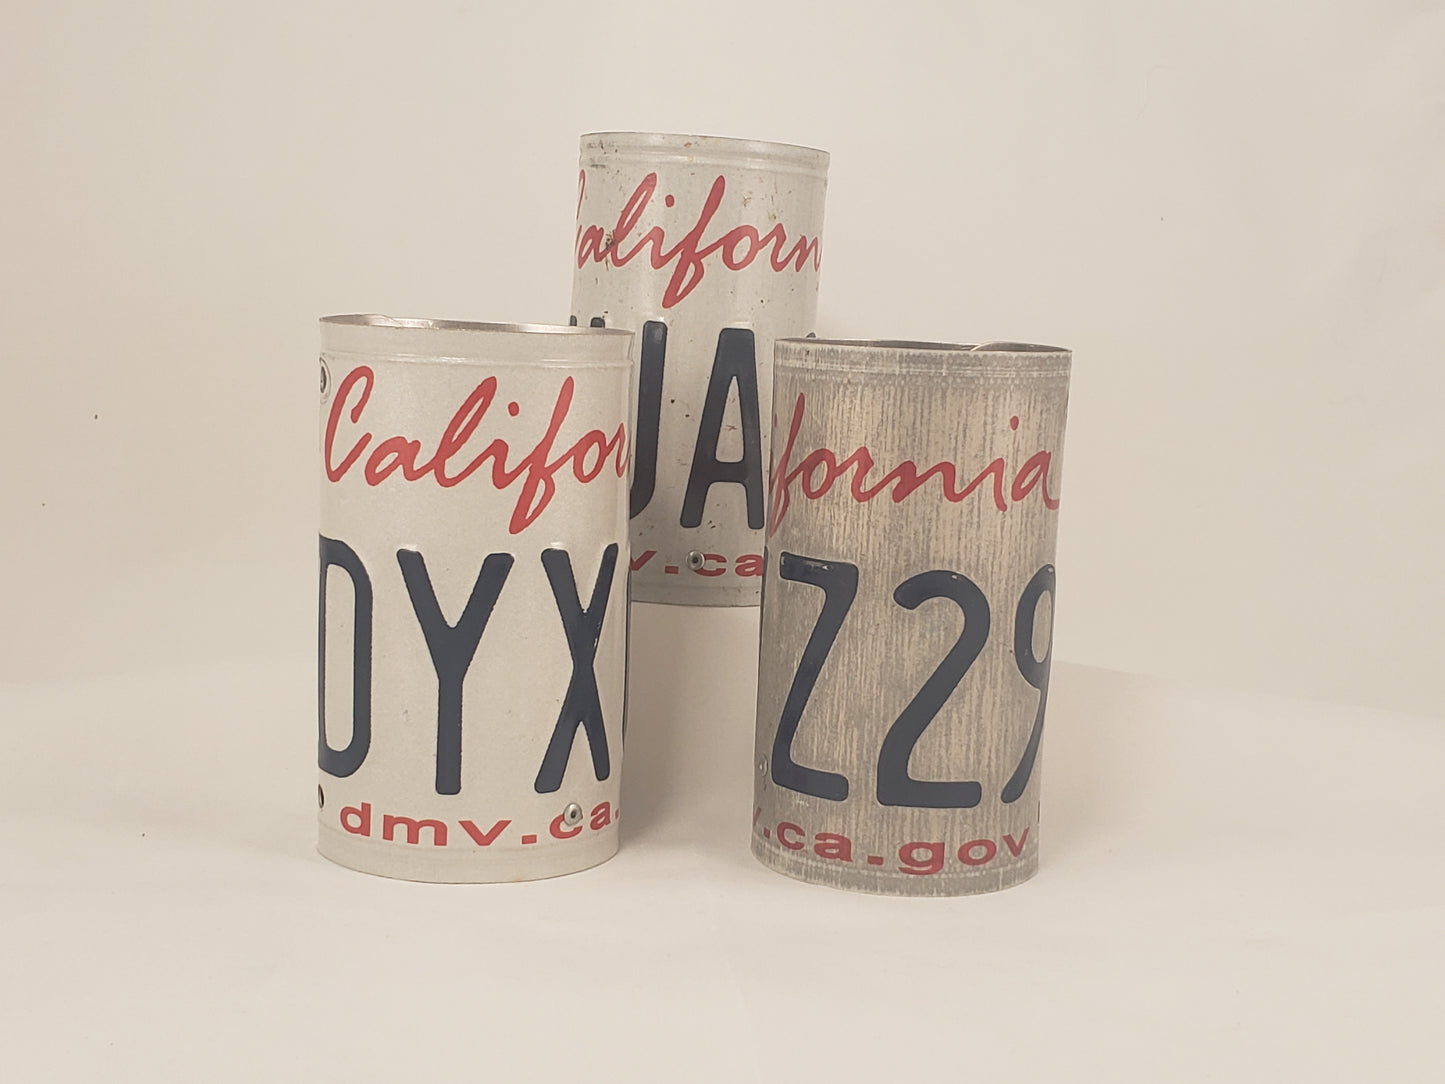 Californ
UA
v.ca
Califor
DYX
dmv.ca.
ifornia
Z29
.ca.gov